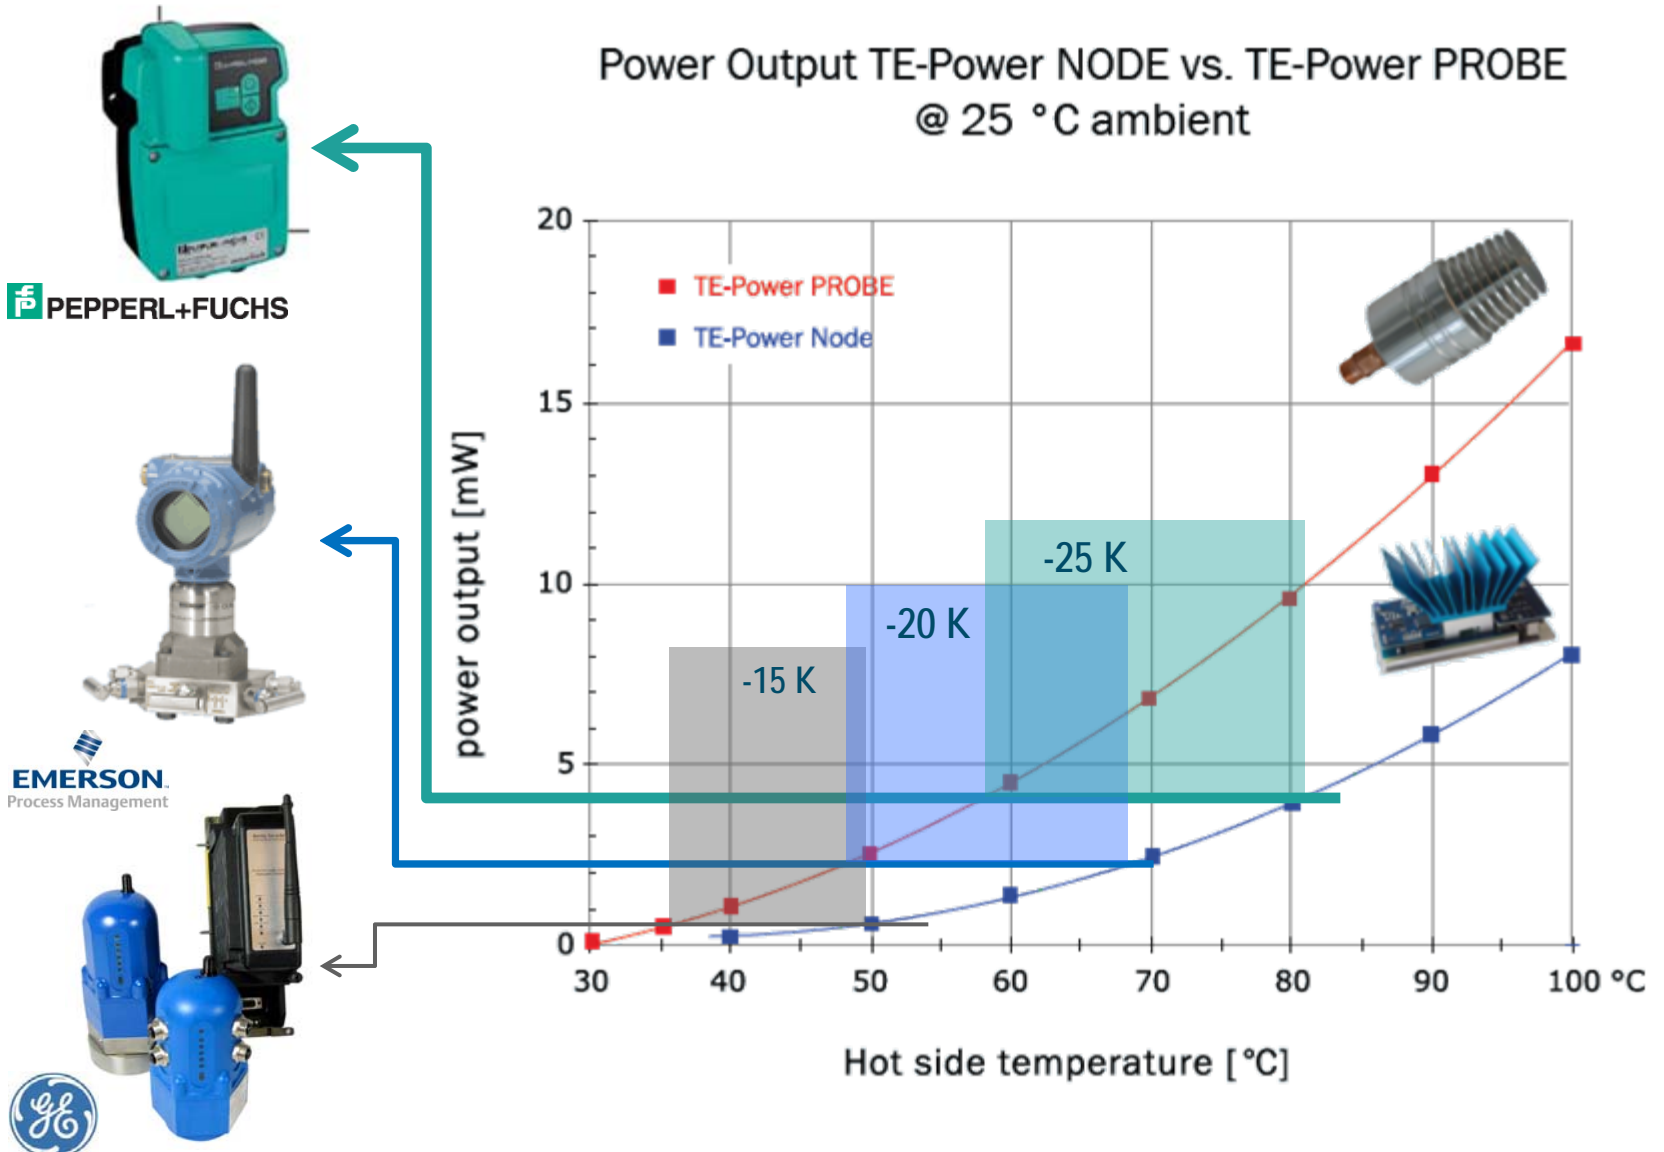 Power Output TE-Power NODE vs. TE-Power PROBE
@ 25 °C ambient
PEPPERL+FUCHS
EMERSON
Process Management
GE
TE-Power PROBE
TE-Power Node
power output [mW]
20
15
10
5
0
-25 K
-20 K
-15 K
30 40 50 60 70 80 90 100 °C
Hot side temperature [°C]